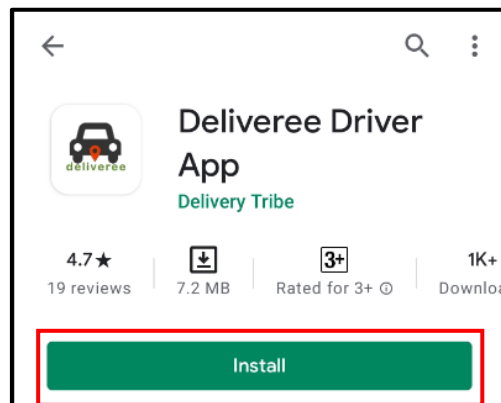 Deliveree Driver
App
deliveree
Delivery Tribe
4.7★
3+
1K+
19 reviews
7.2 MB
Rated for 3+
Downloa
Install